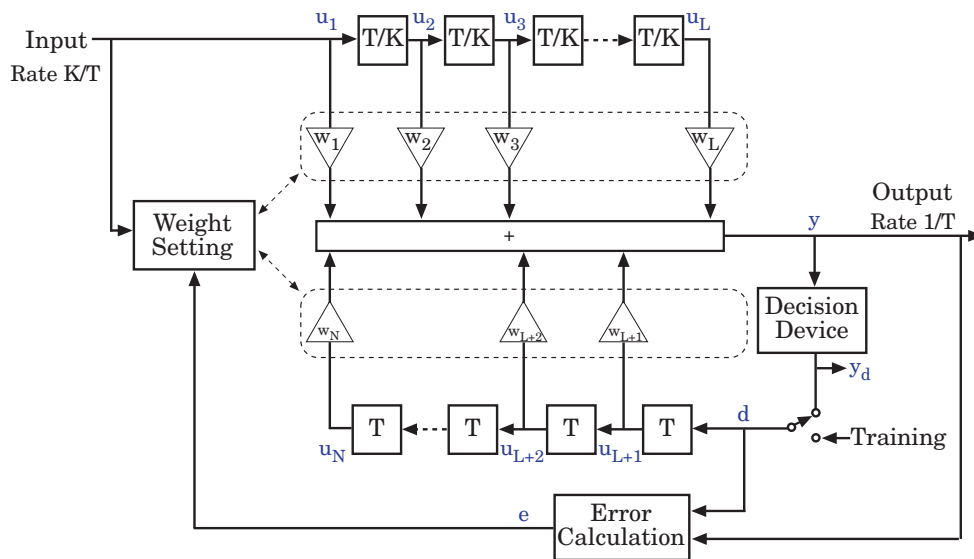 u1 u2 u3 uL
Input T/K T/K T/K T/K
Rate K/T
w1 w2 w3 wL
Output
Weight Setting
y Rate 1/T
+
Decision Device
wN wL+2 wL+1
yd
d
T T T T
Training
uN uL+2 uL+1
e Error Calculation